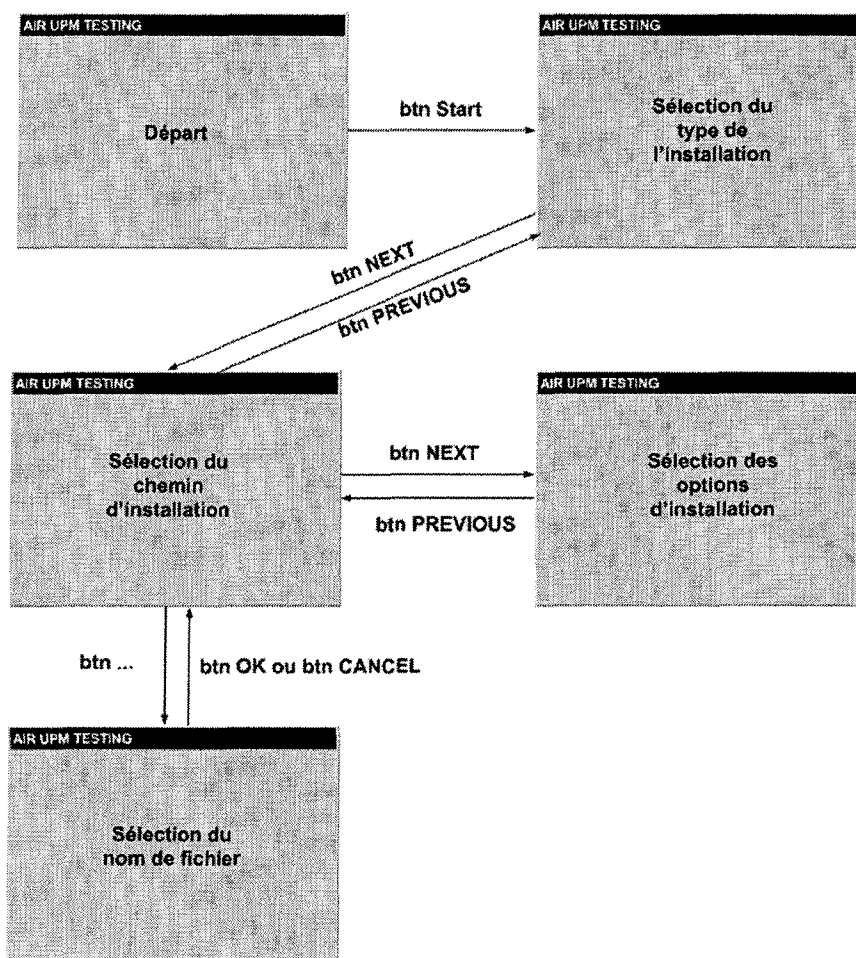 AIR UPM TESTING
Départ
btn Start
AIR UPM TESTING
Sélection du
type de
l'installation
btn NEXT
btn PREVIOUS
AIR UPM TESTING
Sélection du
chemin
d'installation
btn NEXT
btn PREVIOUS
AIR UPM TESTING
Sélection des
options
d'installation
btn ...
btn OK ou btn CANCEL
AIR UPM TESTING
Sélection du
nom de fichier